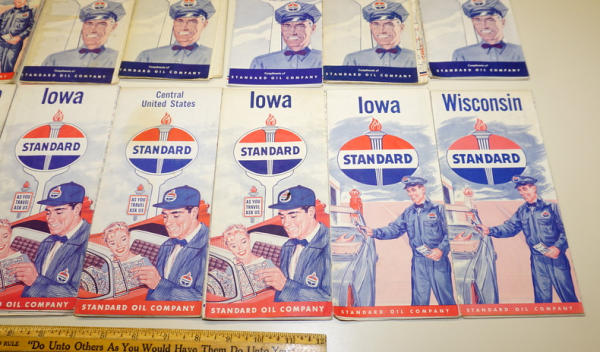 Compliments of
STANDARD OIL COMPANY
Compliments of
STANDARD OIL COMPANY
Compliments of
STANDARD OIL COMPANY
Compliments of
STANDARD OIL COMPANY
STANDARD OIL COMPANY
Iowa
STANDARD
AS YOU
TRAVEL
ASK US
STANDARD OIL COMPANY
Central
United States
STANDARD
AS YOU
TRAVEL
ASK US
STANDARD OIL COMPANY
Iowa
STANDARD
AS YOU
TRAVEL
ASK US
STANDARD OIL COMPANY
Iowa
STANDARD
STANDARD OIL COMPANY
Wisconsin
STANDARD
STANDARD OIL COMPANY
RULE "Do Unto Others As You Would Have Them Do Unto You"